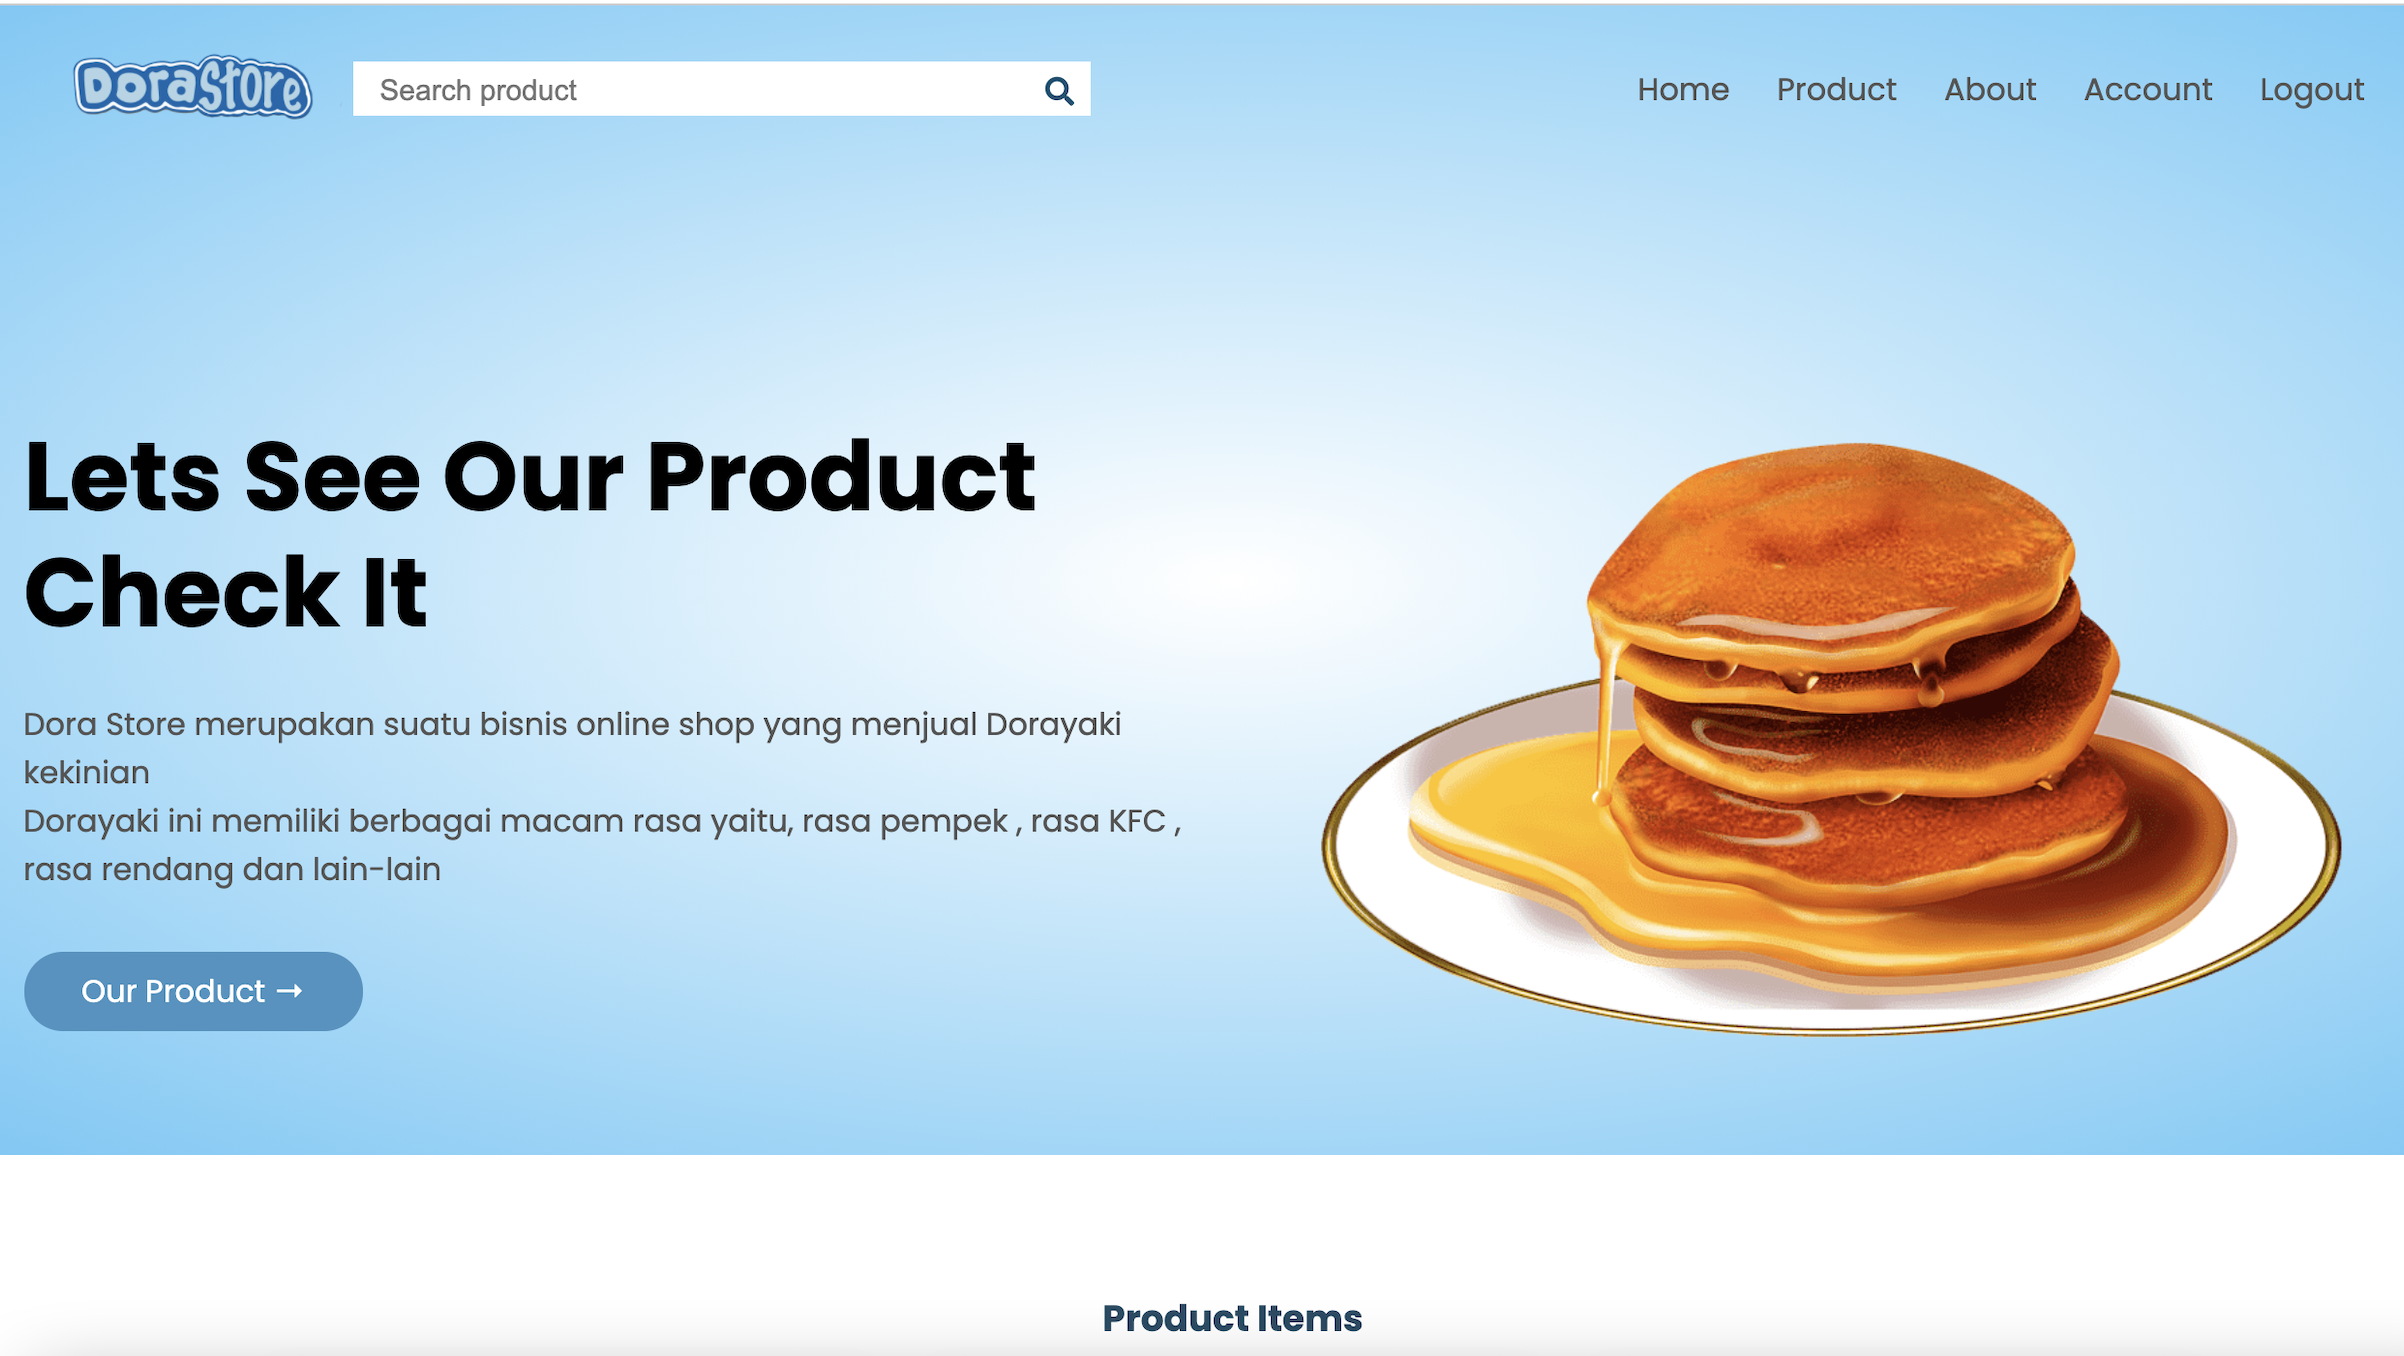 DoraStore
Search product
Home Product About Account Logout
Lets See Our Product
Check It
Dora Store merupakan suatu bisnis online shop yang menjual Dorayaki
kekinian
Dorayaki ini memiliki berbagai macam rasa yaitu, rasa pempek , rasa KFC ,
rasa rendang dan lain-lain
Our Product →
Product Items